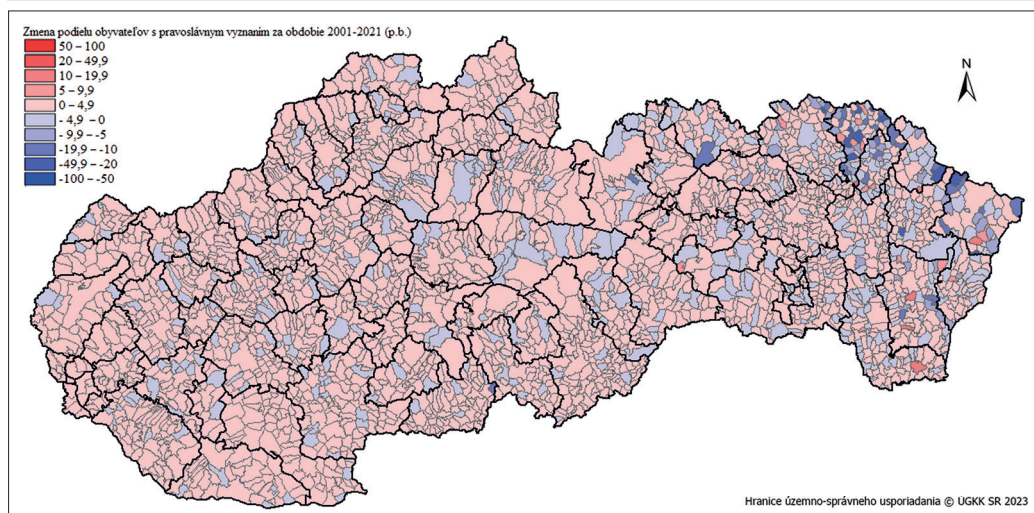 Zmena podielu obyvateľov s pravoslávnym vyznaním za obdobie 2001-2021 (p.b.)
50 – 100
20 – 49,9
10 – 19,9
5 – 9,9
0 – 4,9
-4,9 – 0
-9,9 – -5
-19,9 – -10
-49,9 – -20
-100 – -50
N
Hranice územno-správneho usporiadania © ÚGKK SR 2023